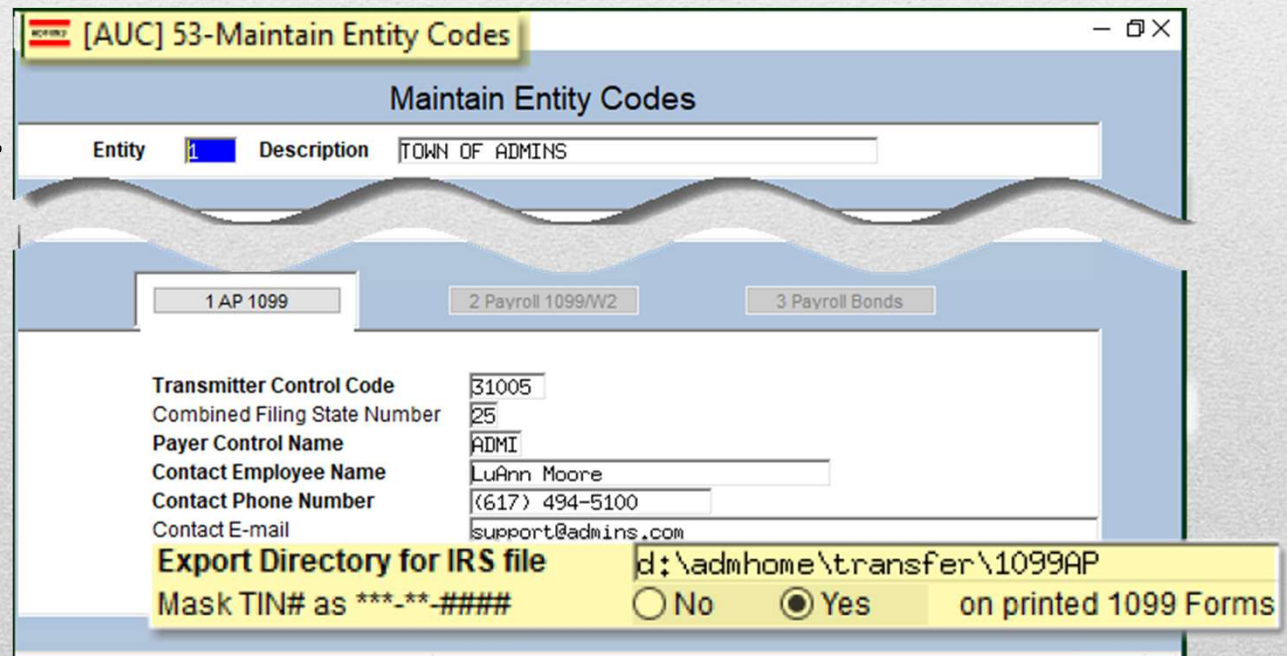 [AUC] 53-Maintain Entity Codes
Maintain Entity Codes
Entity 1 Description TOWN OF ADMINS
1 AP 1099 2 Payroll 1099/W2 3 Payroll Bonds
Transmitter Control Code 31005
Combined Filing State Number 25
Payer Control Name ADMI
Contact Employee Name LuAnn Moore
Contact Phone Number (617) 494-5100
Contact E-mail support@admins.com
Export Directory for IRS file d:\admhome\transfer\1099AP
Mask TIN# as ***-**-#### No Yes on printed 1099 Forms